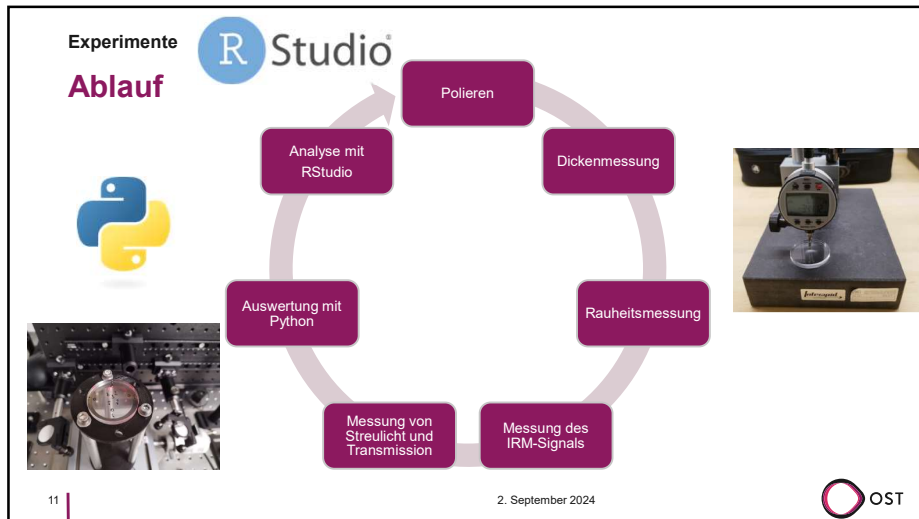 Experimente
Ablauf
R Studio®
Polieren
Dickenmessung
Rauheitsmessung
Messung des
IRM-Signals
Messung von
Streulicht und
Transmission
Auswertung mit
Python
Analyse mit
RStudio
11
2. September 2024
OST